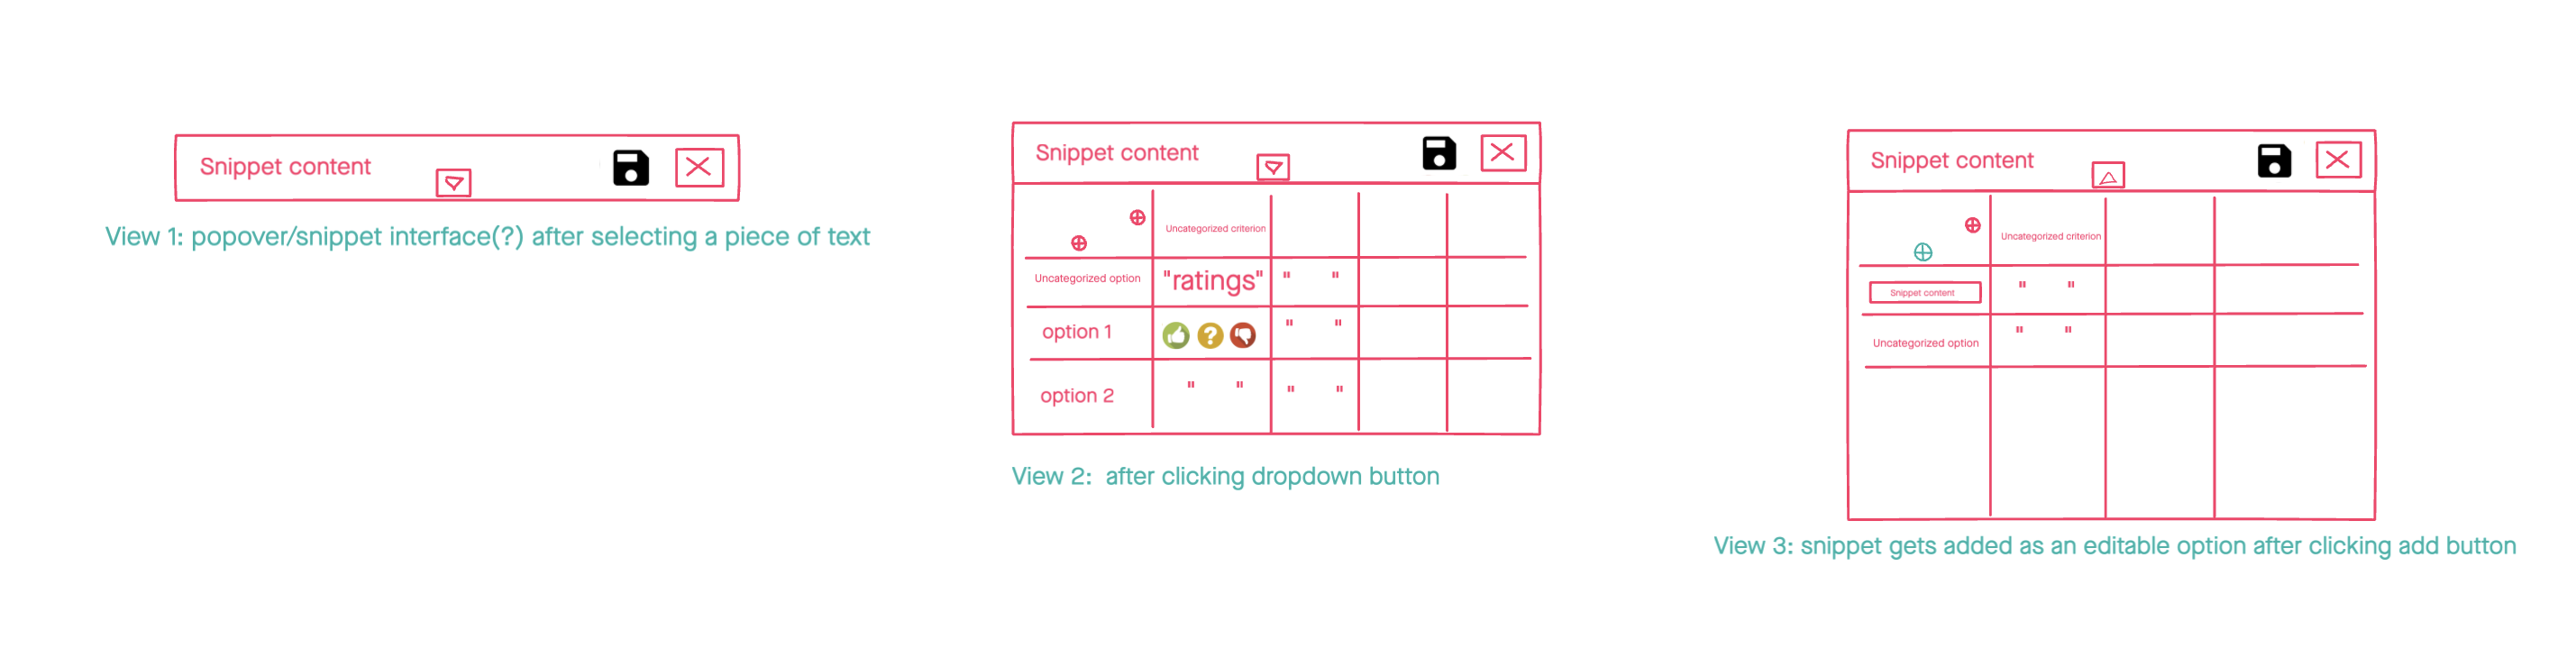 Snippet content
View 1: popover/snippet interface(?) after selecting a piece of text
Snippet content
Uncategorized criterion
Uncategorized option "ratings" " "
option 1 ? " "
option 2 " " " "
View 2: after clicking dropdown button
Snippet content
Uncategorized criterion
Snippet content " "
Uncategorized option " "
View 3: snippet gets added as an editable option after clicking add button